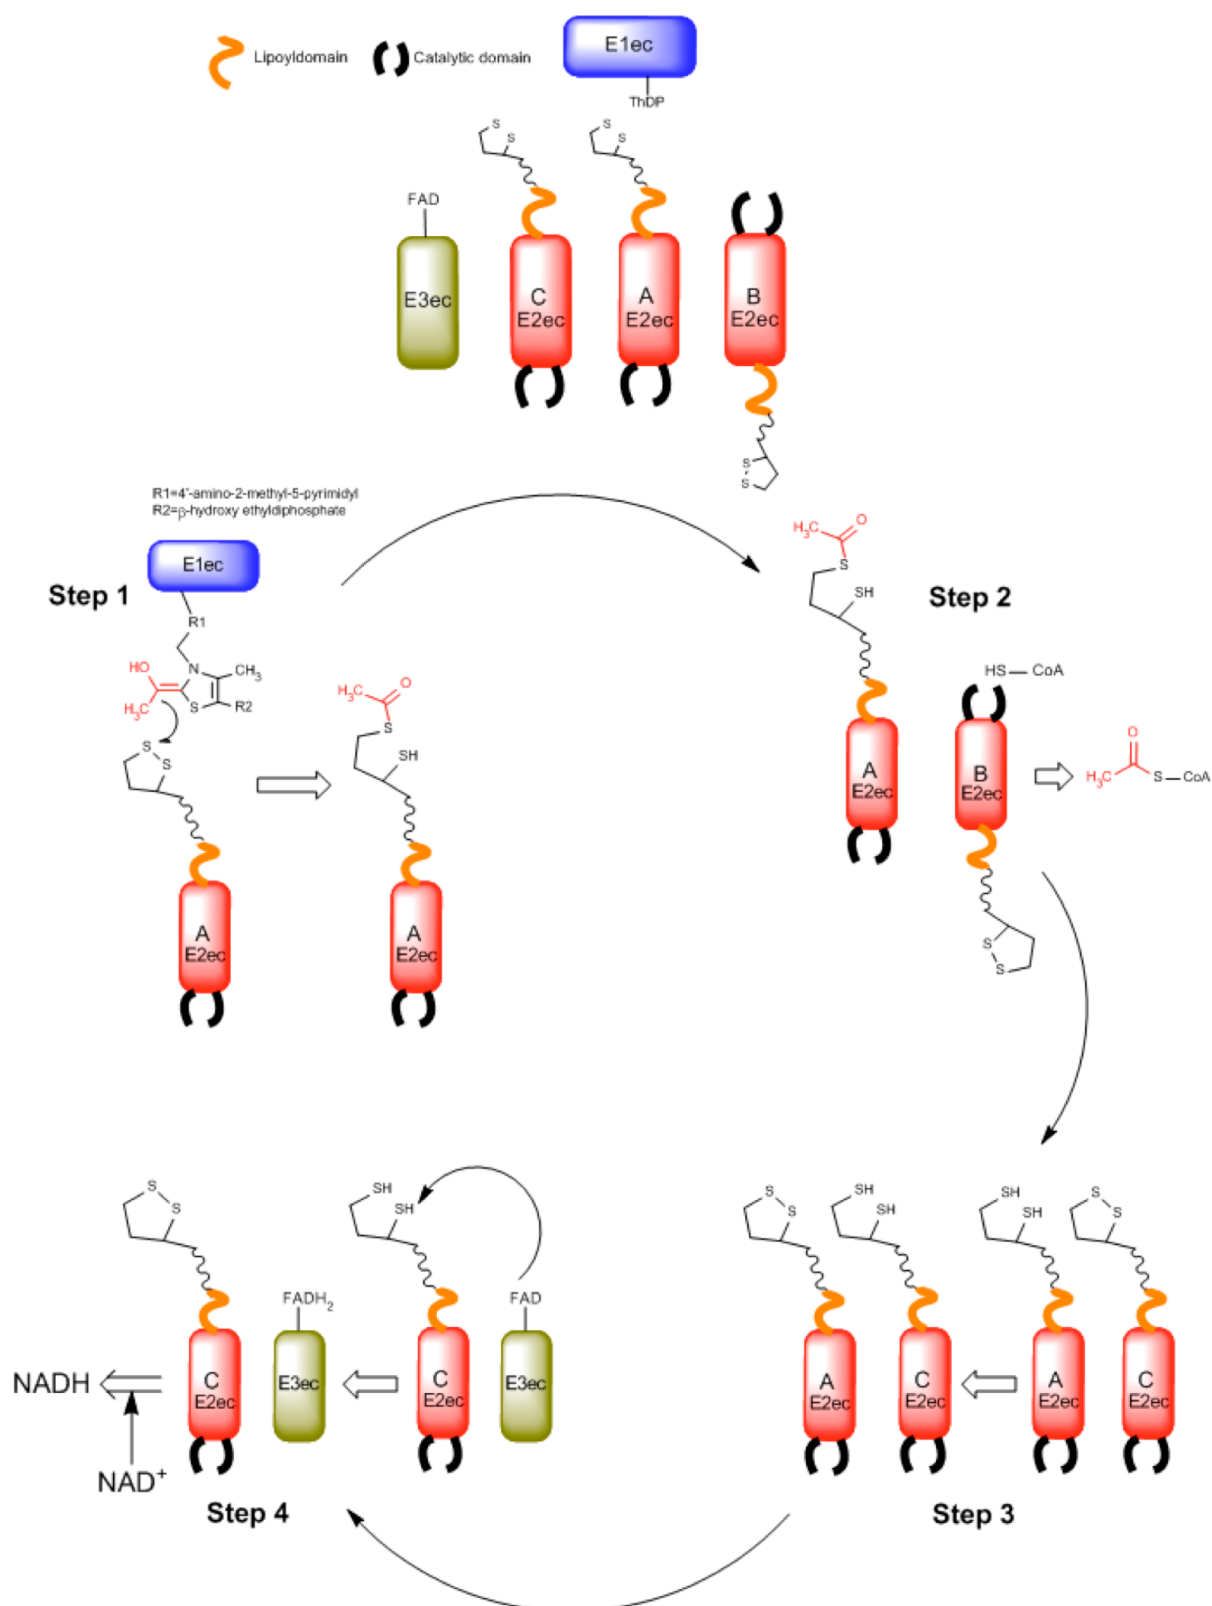 Lipoyldomain
Catalytic domain
E1ec
ThDP
S
S
S
S
FAD
E3ec
C
E2ec
A
E2ec
B
E2ec
S
S
R1=4'-amino-2-methyl-5-pyrimidyl
R2=β-hydroxy ethyldiphosphate
Step 1
E1ec
R1
HO
N
CH3
H3C
S
R2
S
S
A
E2ec
H3C
O
S
SH
A
E2ec
H3C
O
S
SH
Step 2
HS—CoA
A
E2ec
B
E2ec
O
H3C
S—CoA
S
S
S
S
SH
SH
SH
SH
S
S
A
E2ec
C
E2ec
A
E2ec
C
E2ec
Step 3
S
S
SH
SH
FADH2
FAD
C
E2ec
E3ec
C
E2ec
E3ec
NADH
NAD+
Step 4